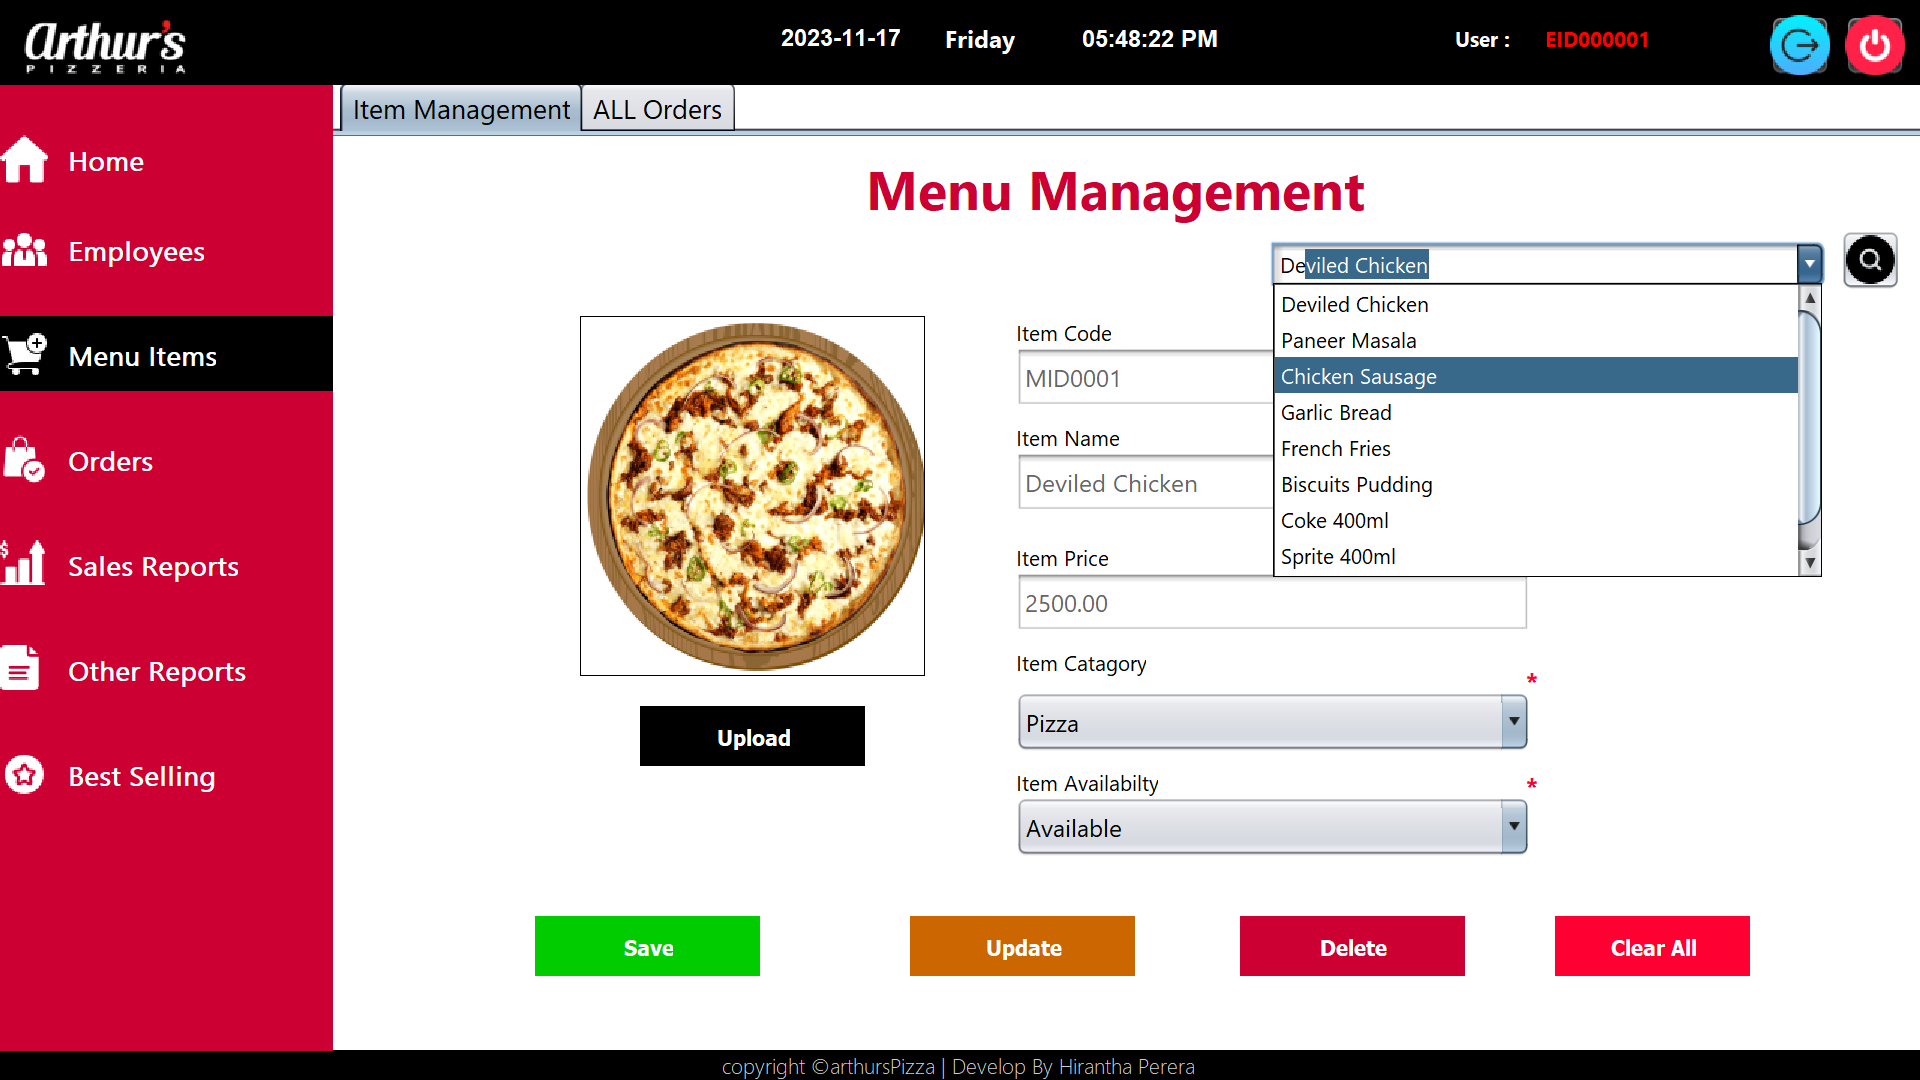 Arthur's
PIZZERIA
2023-11-17 Friday 05:48:22 PM User : EID000001
Item Management ALL Orders
Home
Employees
Menu Items
Orders
Sales Reports
Other Reports
Best Selling
Menu Management
Deviled Chicken
Deviled Chicken
Paneer Masala
Chicken Sausage
Garlic Bread
French Fries
Biscuits Pudding
Coke 400ml
Sprite 400ml
Item Code
MID0001
Item Name
Deviled Chicken
Item Price
2500.00
Item Catagory
*
Pizza
Item Availabilty *
Available
Upload
Save Update Delete Clear All
copyright ©arthursPizza | Develop By Hirantha Perera